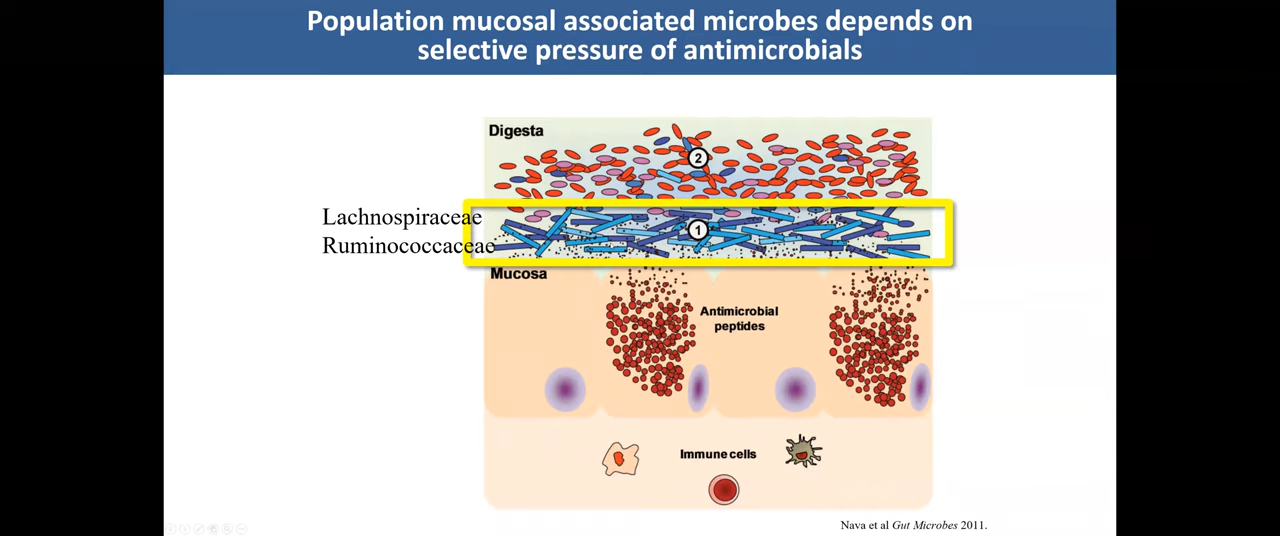 Population mucosal associated microbes depends on
selective pressure of antimicrobials
Digesta
2
Lachnospiraceae
Ruminococcaceae
1
Mucosa
Antimicrobial
peptides
Immune cells
Nava et al Gut Microbes 2011.